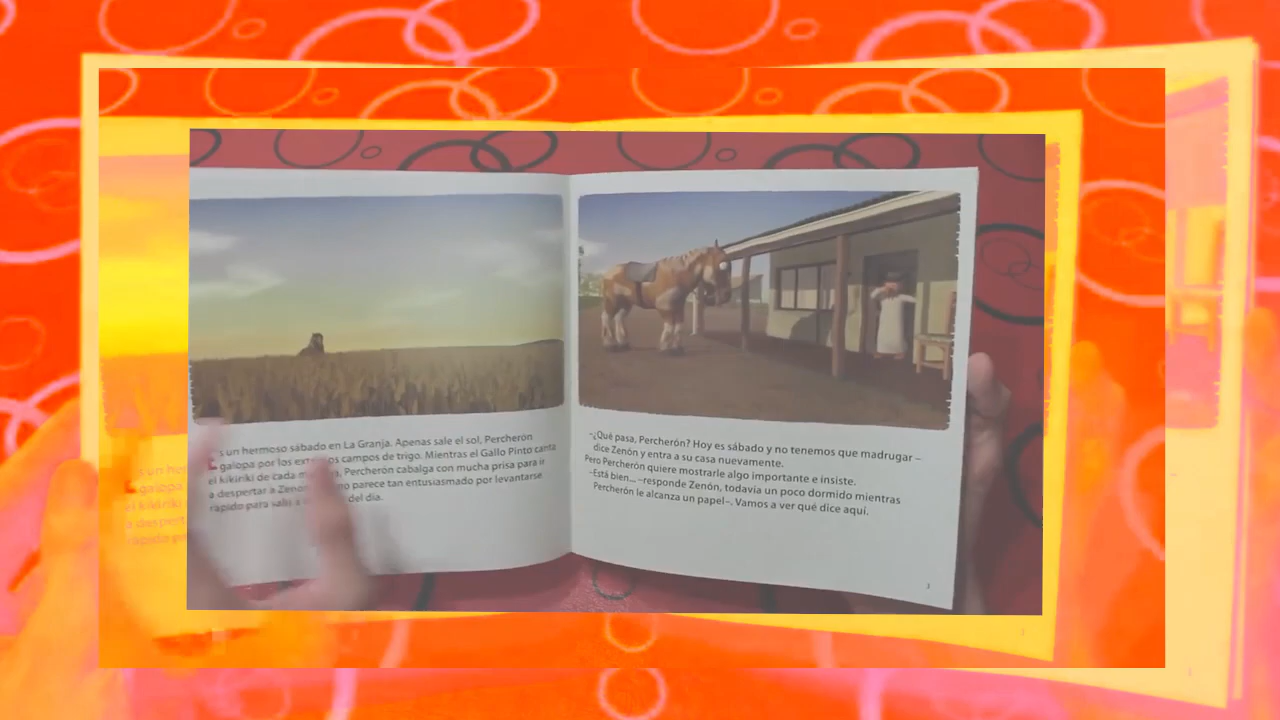 Es un hermoso sábado en La Granja. Apenas sale el sol, Percherón
galopa por los campos de trigo. Mientras el Gallo Pinto canta
el kikirikí de cada Percherón cabalga con mucha prisa para ir
a despertar a Zenón no parece tan entusiasmado por levantarse
rápido para salir a del día.
–¿Qué pasa, Percherón? Hoy es sábado y no tenemos que madrugar –
dice Zenón y entra a su casa nuevamente.
Pero Percherón quiere mostrarle algo importante e insiste.
–Está bien... –responde Zenón, todavía un poco dormido mientras
Percherón le alcanza un papel–. Vamos a ver qué dice aquí.
3